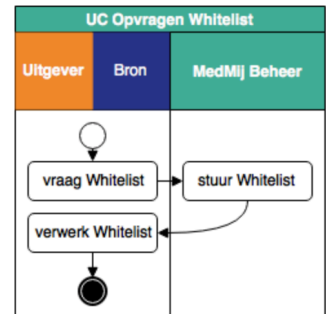 UC Opvragen Whitelist
Uitgever
Bron
MedMij Beheer
vraag Whitelist
stuur Whitelist
verwerk Whitelist